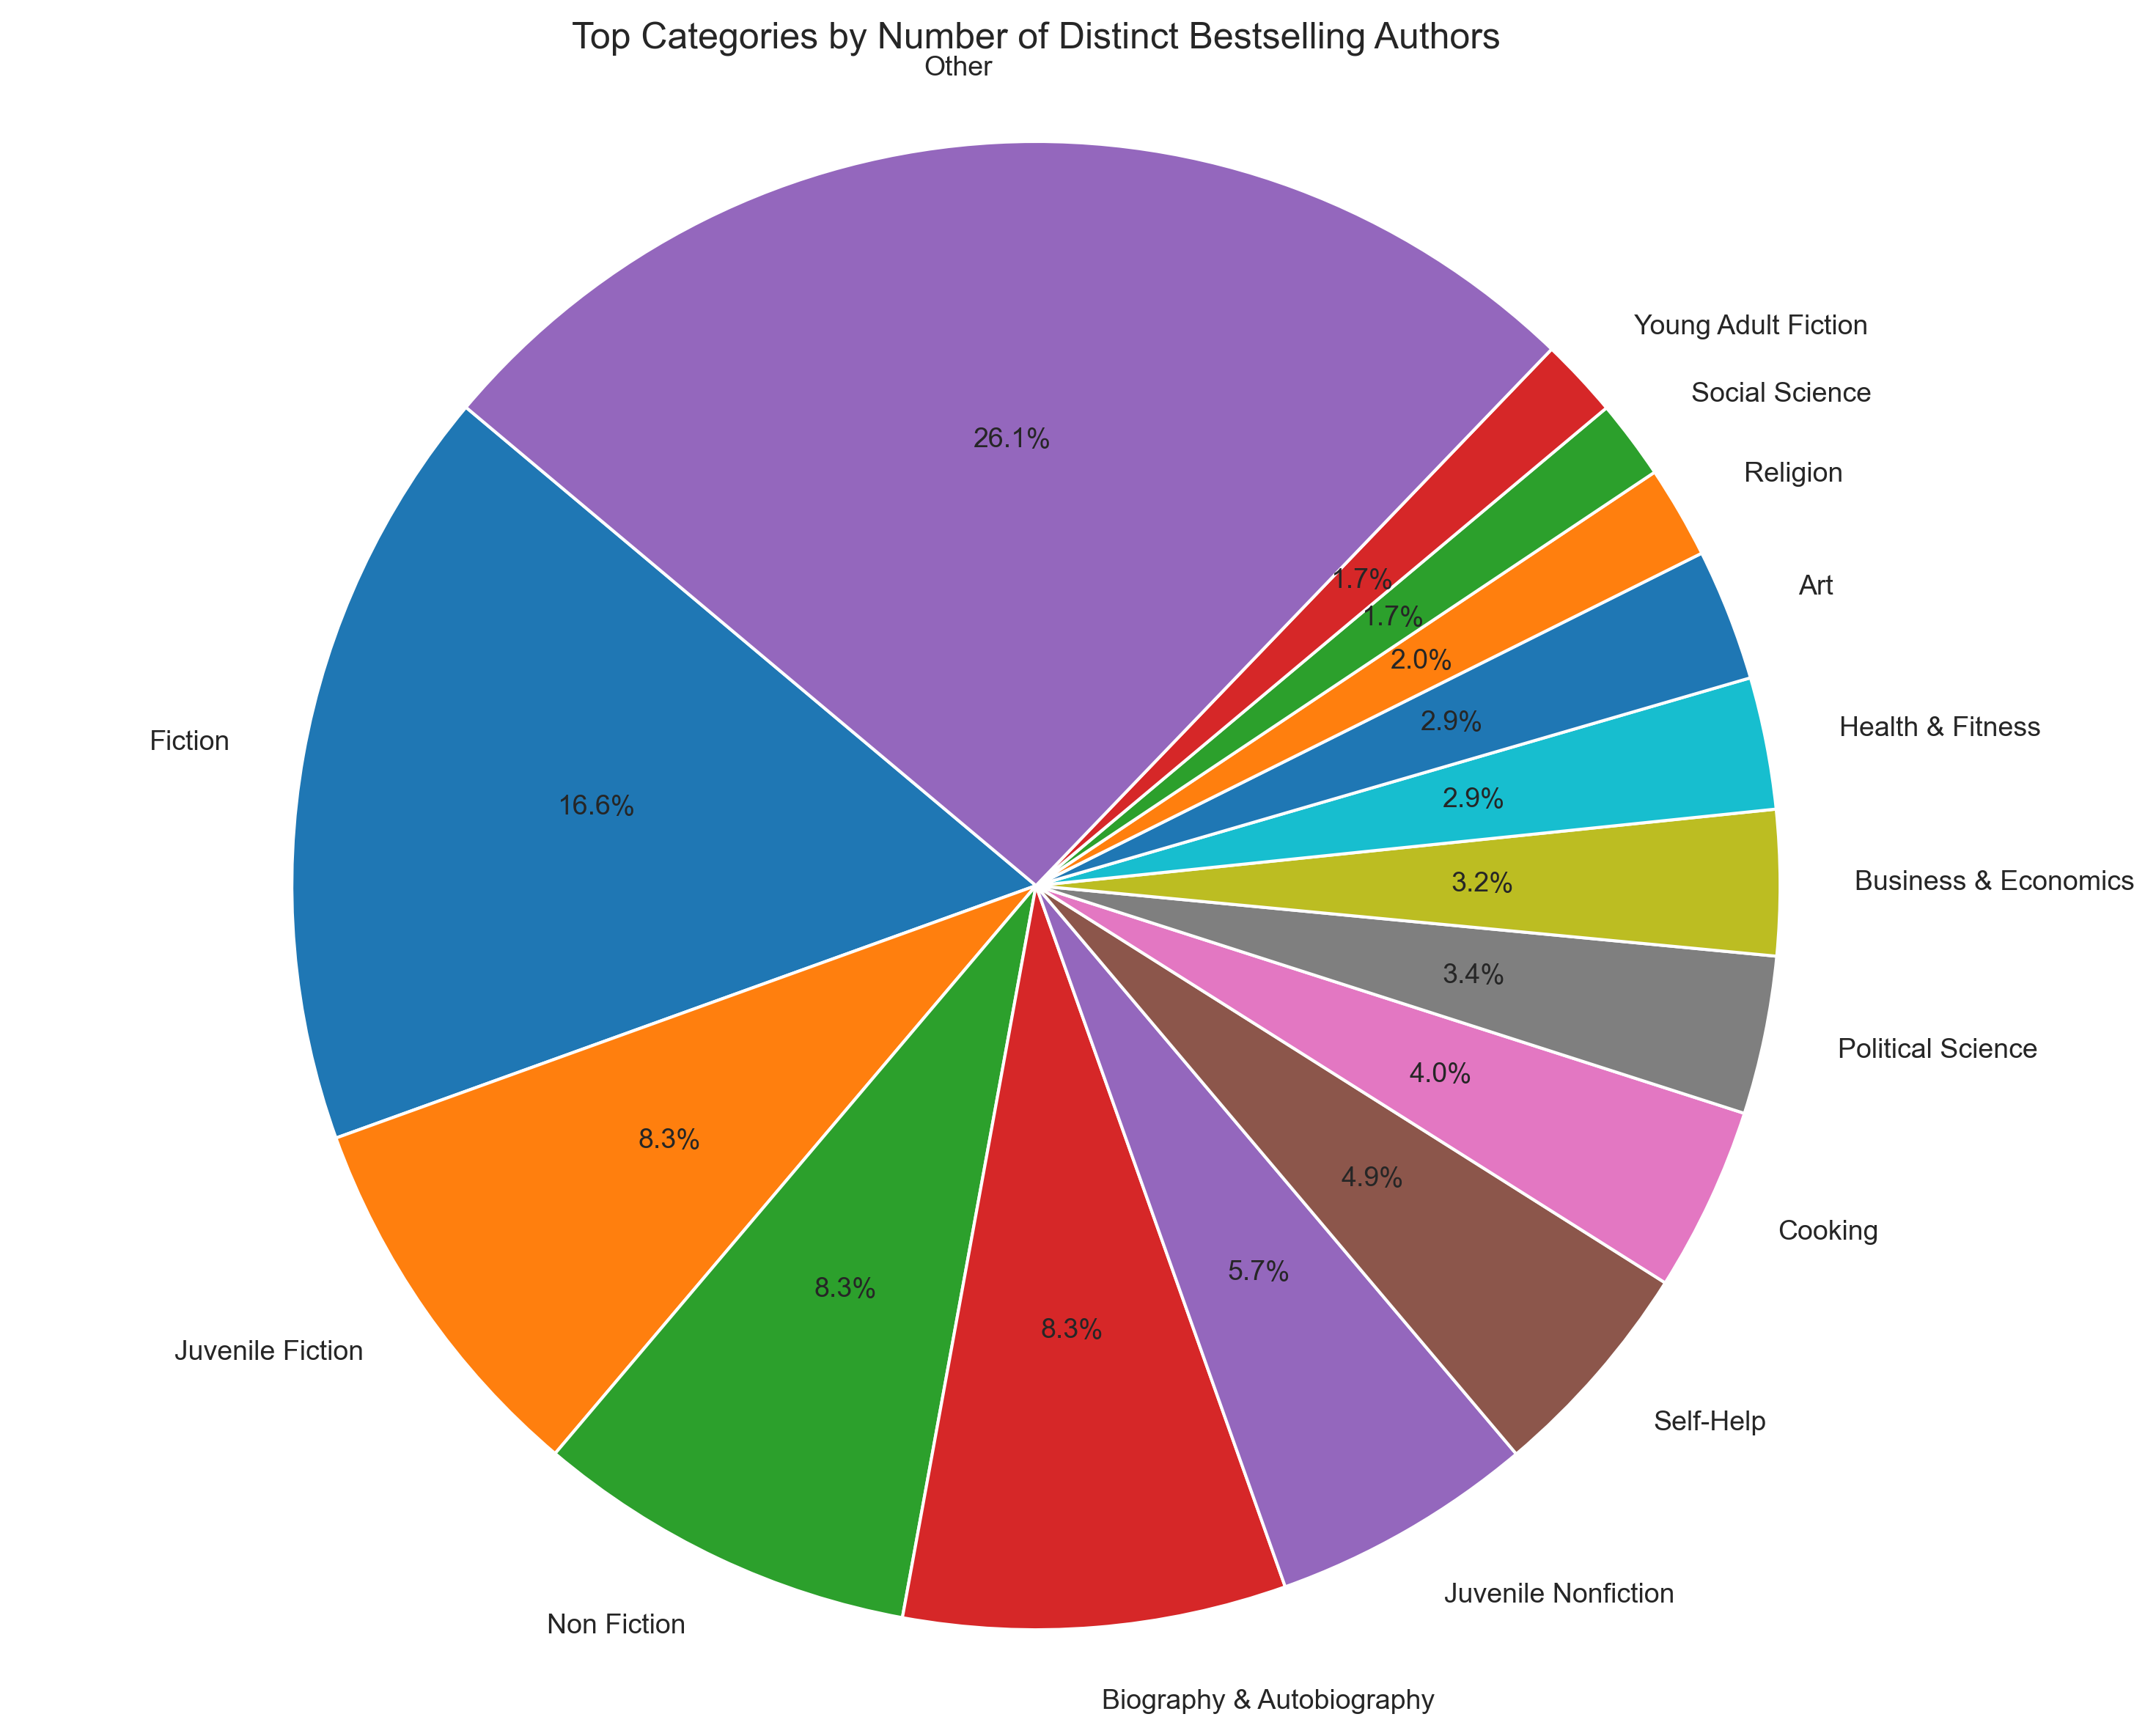 Top Categories by Number of Distinct Bestselling Authors
Other
26.1%
Young Adult Fiction
1.7%
Social Science
1.7%
Religion
2.0%
Art
2.9%
Health & Fitness
2.9%
Business & Economics
3.2%
Political Science
3.4%
Cooking
4.0%
Self-Help
4.9%
Juvenile Nonfiction
5.7%
Biography & Autobiography
8.3%
Non Fiction
8.3%
Juvenile Fiction
8.3%
Fiction
16.6%